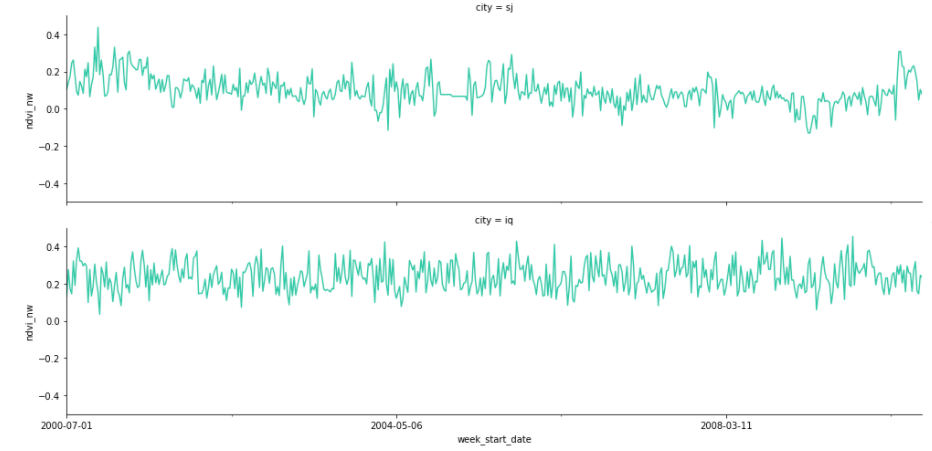 city = sj
0.4
0.2
0.0
−0.2
−0.4
ndvi_nw
city = iq
0.4
0.2
0.0
−0.2
−0.4
ndvi_nw
2000-07-01 2004-05-06 2008-03-11
week_start_date